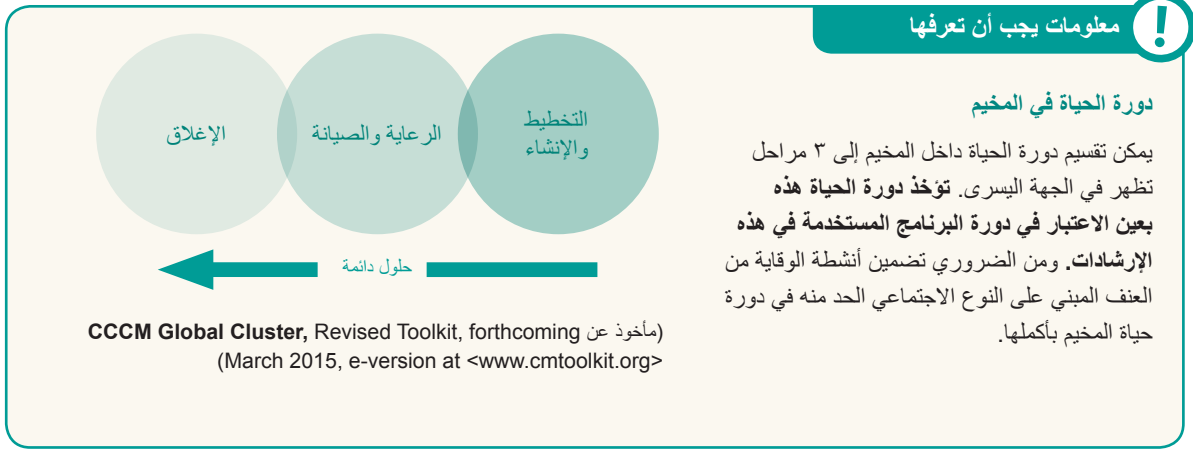 معلومات يجب أن تعرفها
دورة الحياة في المخيم
يمكن تقسيم دورة الحياة داخل المخيم إلى ٣ مراحل
تظهر في الجهة اليسرى. تؤخذ دورة الحياة هذه
بعين الاعتبار في دورة البرنامج المستخدمة في هذه
الإرشادات. ومن الضروري تضمين أنشطة الوقاية من
العنف المبني على النوع الاجتماعي الحد منه في دورة
حياة المخيم بأكملها.
التخطيط
والإنشاء
الرعاية والصيانة
الإغلاق
حلول دائمة
(مأخوذ عن CCCM Global Cluster, Revised Toolkit, forthcoming
(March 2015, e-version at <www.cmtoolkit.org>